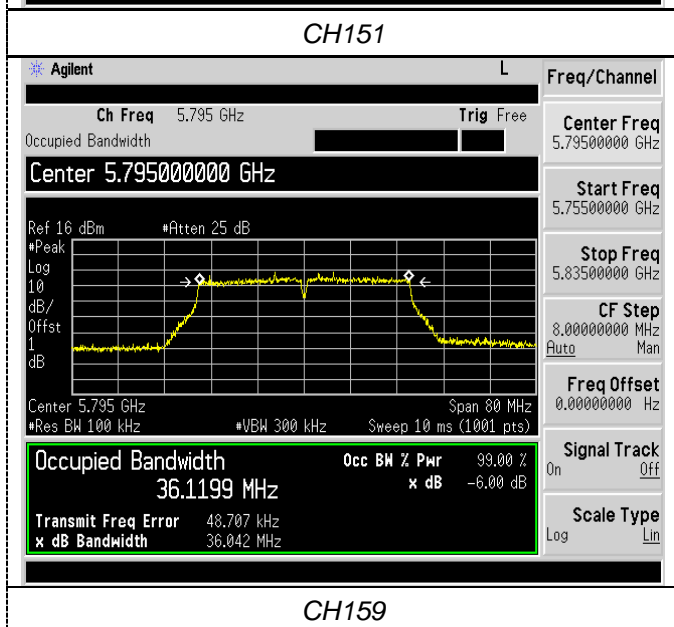 CH151
Agilent L
Ch Freq 5.795 GHz Trig Free
Occupied Bandwidth
Center 5.795000000 GHz
Ref 16 dBm #Atten 25 dB
#Peak
Log
10
dB/
Offst
1
dB
Center 5.795 GHz Span 80 MHz
#Res BW 100 kHz #VBW 300 kHz Sweep 10 ms (1001 pts)
Occupied Bandwidth Occ BW % Pwr 99.00 %
36.1199 MHz x dB -6.00 dB
Transmit Freq Error 48.707 kHz
x dB Bandwidth 36.042 MHz
Freq/Channel
Center Freq
5.79500000 GHz
Start Freq
5.75500000 GHz
Stop Freq
5.83500000 GHz
CF Step
8.00000000 MHz
Auto Man
Freq Offset
0.00000000 Hz
Signal Track
On Off
Scale Type
Log Lin
CH159